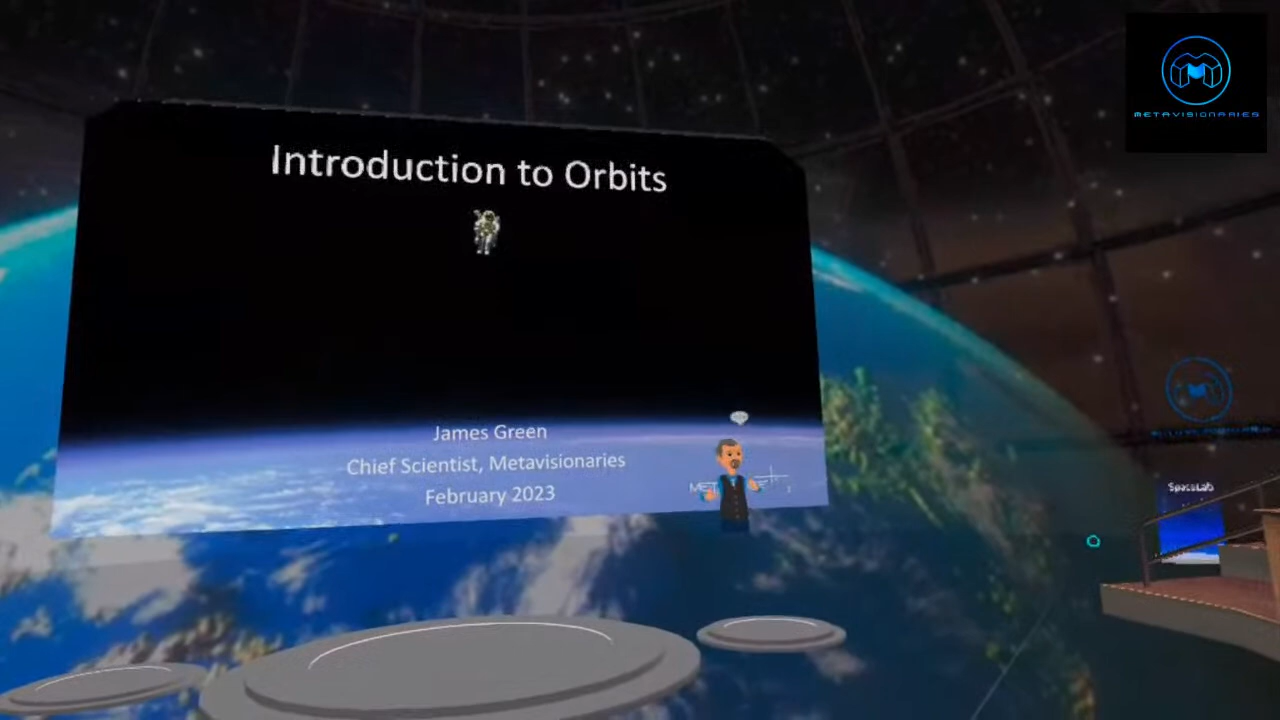 METAVISIONARIES
Introduction to Orbits
James Green
Chief Scientist, Metavisionaries
February 2023
SpaceLab